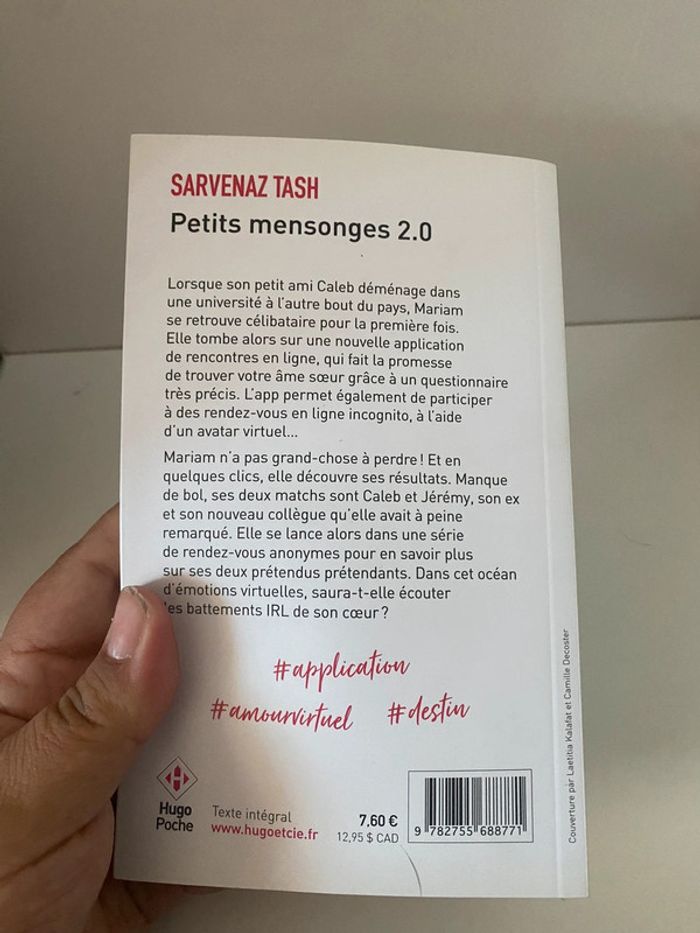 SARVENAZ TASH
Petits mensonges 2.0
Lorsque son petit ami Caleb déménage dans
une université à l'autre bout du pays, Mariam
se retrouve célibataire pour la première fois.
Elle tombe alors sur une nouvelle application
de rencontres en ligne, qui fait la promesse
de trouver votre âme sœur grâce à un questionnaire
très précis. L'app permet également de participer
à des rendez-vous en ligne incognito, à l'aide
d'un avatar virtuel...
Mariam n'a pas grand-chose à perdre ! Et en
quelques clics, elle découvre ses résultats. Manque
de bol, ses deux matchs sont Caleb et Jérémy, son ex
et son nouveau collègue qu'elle avait à peine
remarqué. Elle se lance alors dans une série
de rendez-vous anonymes pour en savoir plus
sur ses deux prétendus prétendants. Dans cet océan
d'émotions virtuelles, saura-t-elle écouter
les battements IRL de son cœur ?
#application
#amourvirtuel #destin
Hugo
Poche
Texte intégral
www.hugoetcie.fr
7,60 €
12,95 $ CAD
9 782755 688771
Couverture par Laetitia Kalafat et Camille Decoster